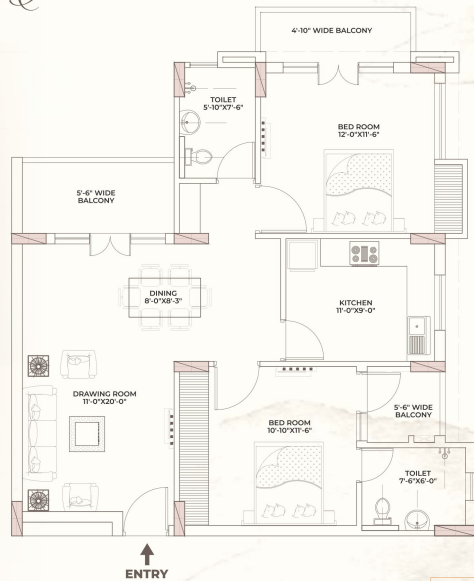 4'-10" WIDE BALCONY
TOILET
5'-10"X7'-6"
BED ROOM
12'-0"X11'-6"
5'-6" WIDE
BALCONY
DINING
8'-0"X8'-3"
KITCHEN
11'-0"X9'-0"
DRAWING ROOM
11'-0"X20'-0"
BED ROOM
10'-10"X11'-6"
5'-6" WIDE
BALCONY
TOILET
7'-6"X6'-0"
ENTRY